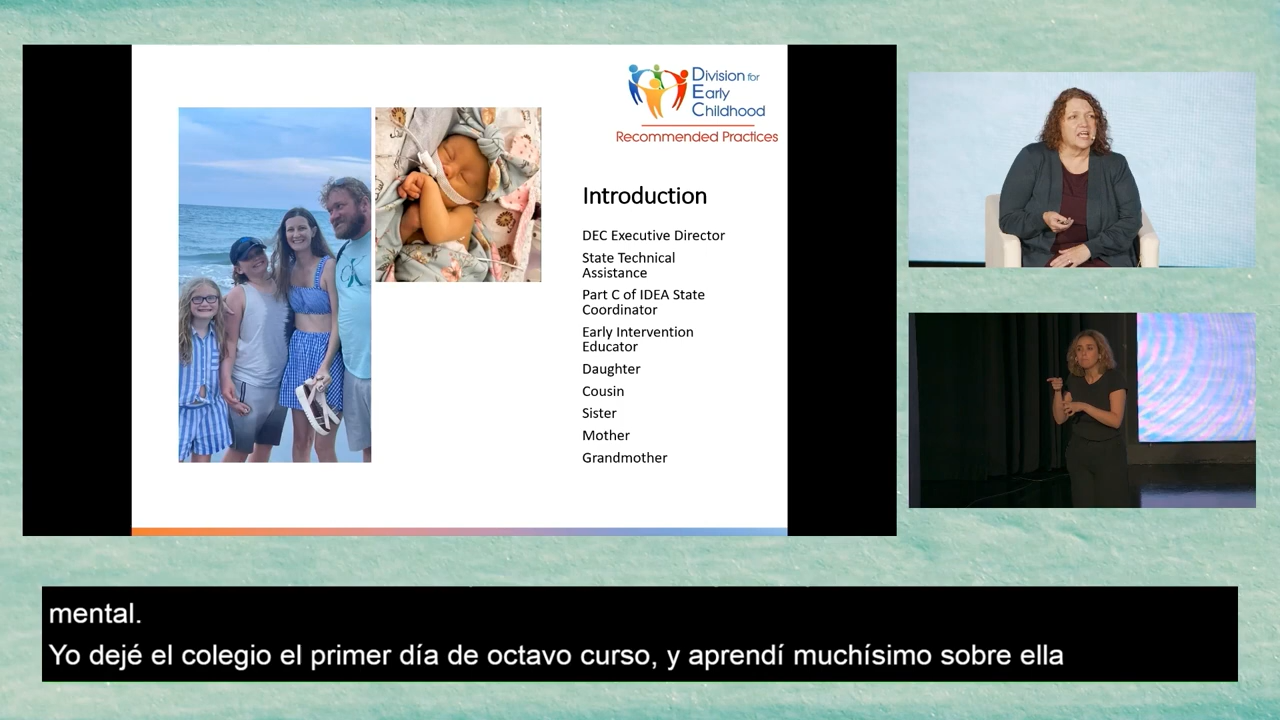 Division for
Early
Childhood
Recommended Practices
Introduction
DEC Executive Director
State Technical
Assistance
Part C of IDEA State
Coordinator
Early Intervention
Educator
Daughter
Cousin
Sister
Mother
Grandmother
mental.
Yo dejé el colegio el primer día de octavo curso, y aprendí muchísimo sobre ella